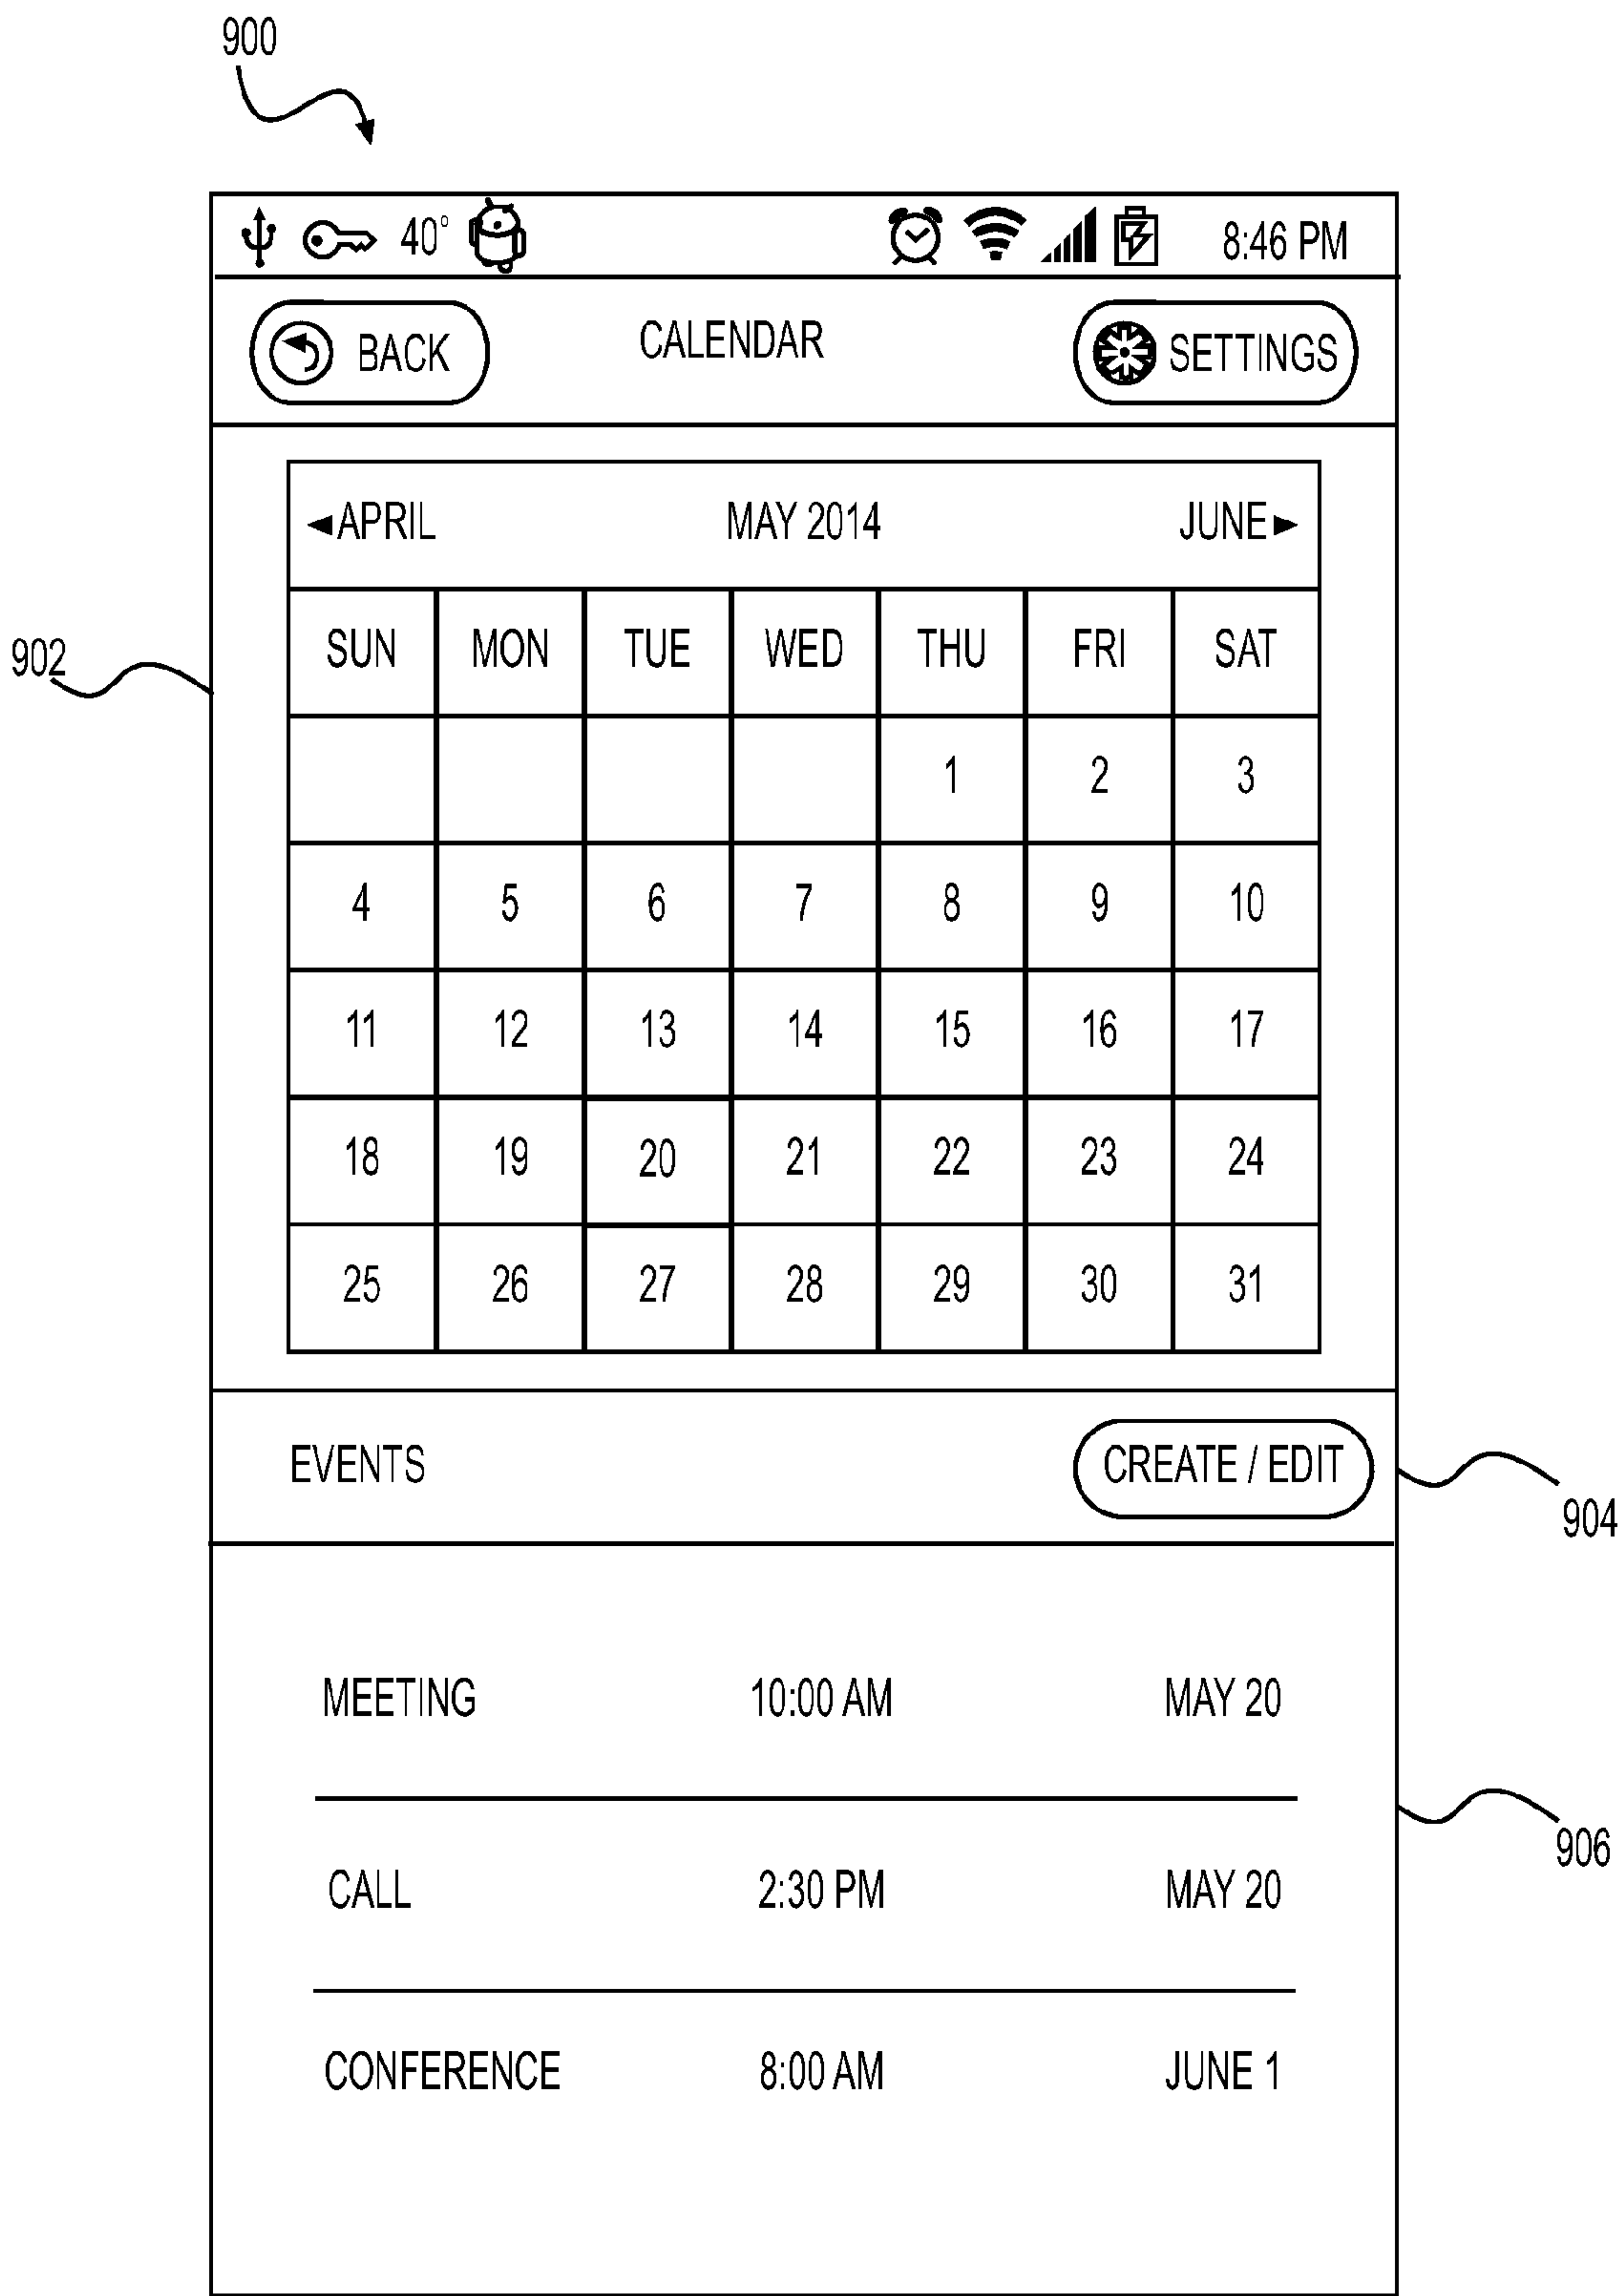 900
40° 8:46 PM
BACK CALENDAR SETTINGS
◄APRIL MAY 2014 JUNE►
902
SUN MON TUE WED THU FRI SAT
1 2 3
4 5 6 7 8 9 10
11 12 13 14 15 16 17
18 19 20 21 22 23 24
25 26 27 28 29 30 31
EVENTS CREATE / EDIT
904
MEETING 10:00 AM MAY 20
906
CALL 2:30 PM MAY 20
CONFERENCE 8:00 AM JUNE 1